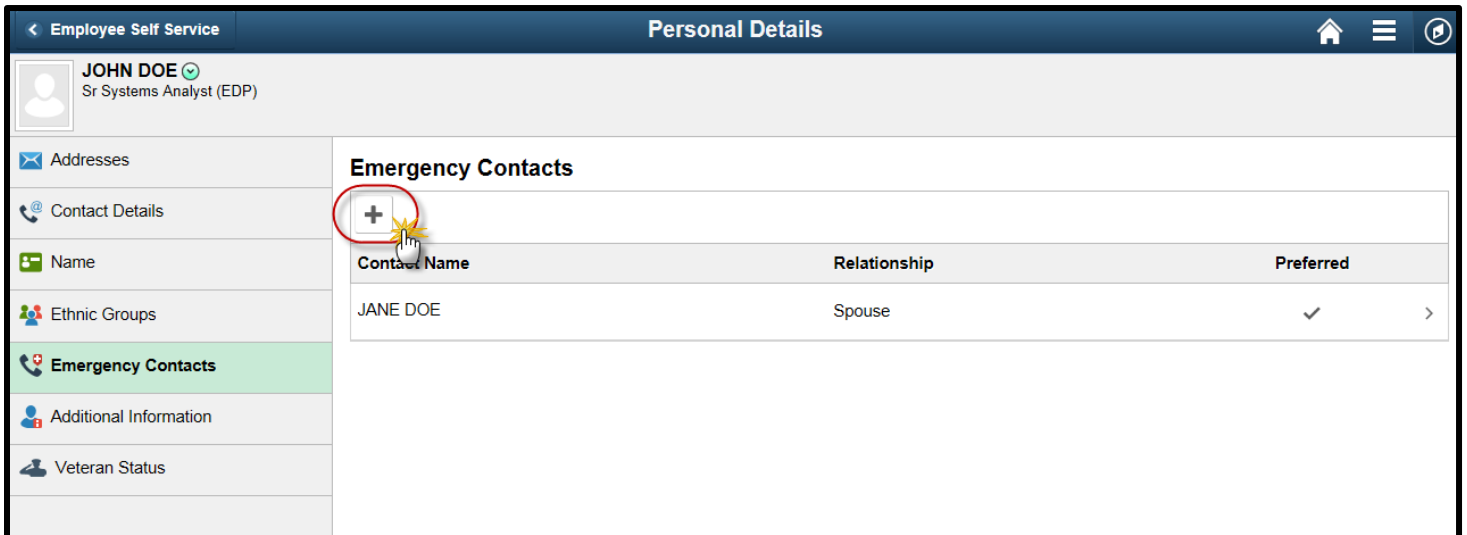 Employee Self Service
Personal Details
JOHN DOE
Sr Systems Analyst (EDP)
Addresses
Contact Details
Name
Ethnic Groups
Emergency Contacts
Additional Information
Veteran Status
Emergency Contacts
+
Contact Name Relationship Preferred
JANE DOE Spouse